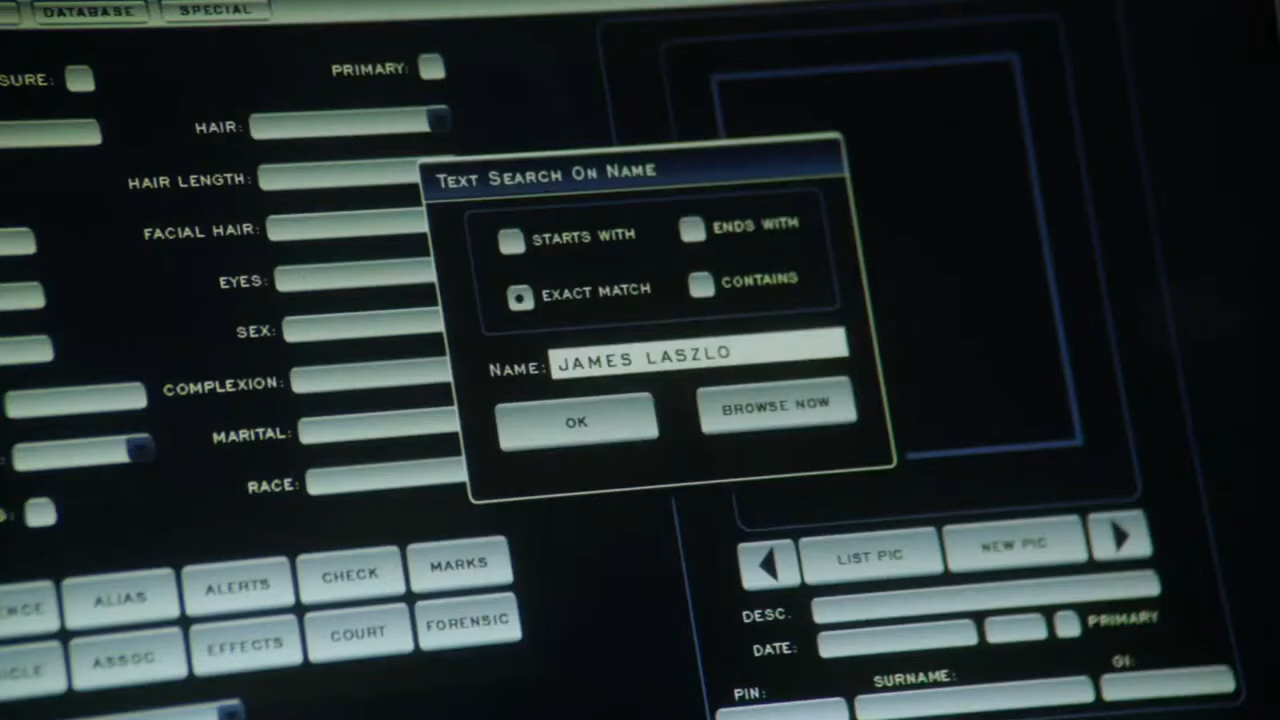 DATABASE SPECIAL
SURE: PRIMARY:
HAIR:
HAIR LENGTH:
FACIAL HAIR:
EYES:
SEX:
COMPLEXION:
MARITAL:
RACE:
TEXT SEARCH ON NAME
STARTS WITH ENDS WITH
EXACT MATCH CONTAINS
NAME: JAMES LASZLO
OK BROWSE NOW
ALIAS ALERTS CHECK MARKS
ASSOC. EFFECTS COURT FORENSIC
LIST PIC NEW PIC
DESC.
DATE: PRIMARY
PIN: SURNAME: G1: